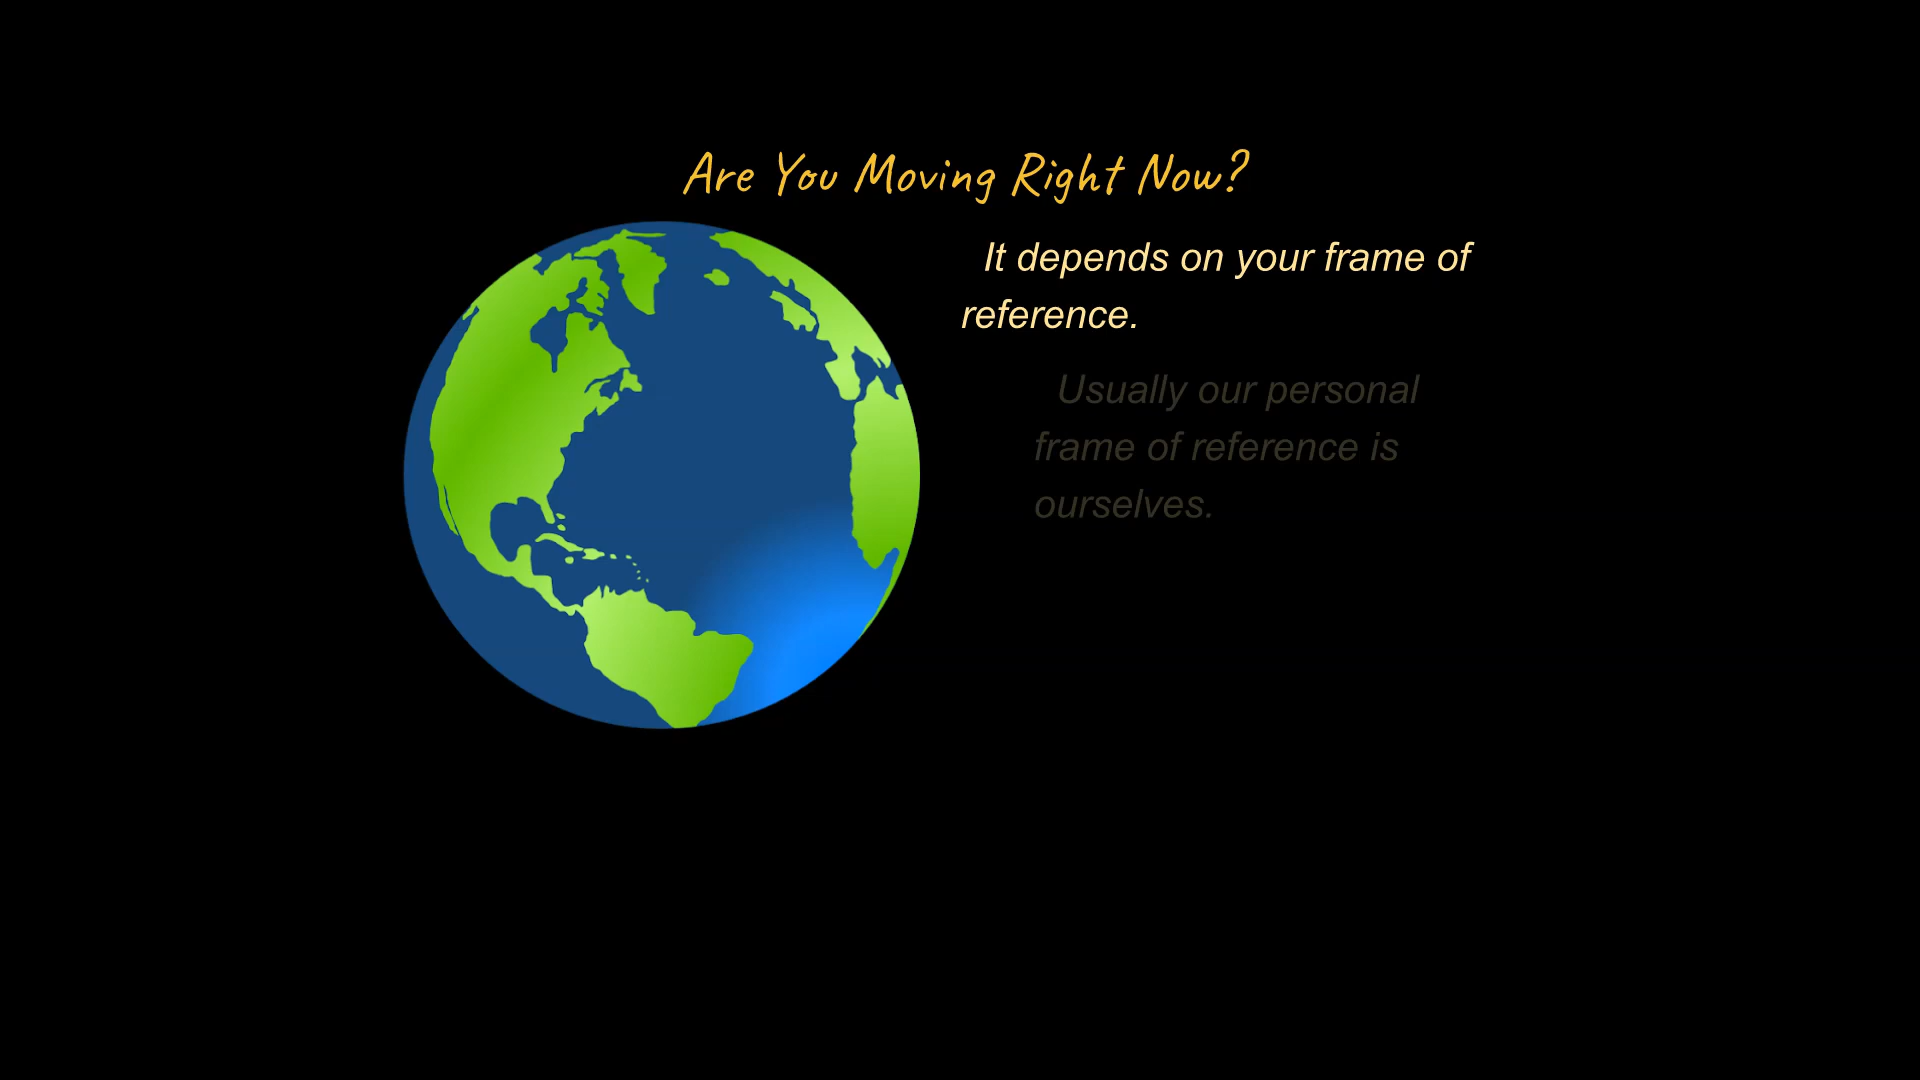 Are You Moving Right Now?
It depends on your frame of
reference.
Usually our personal
frame of reference is
ourselves.